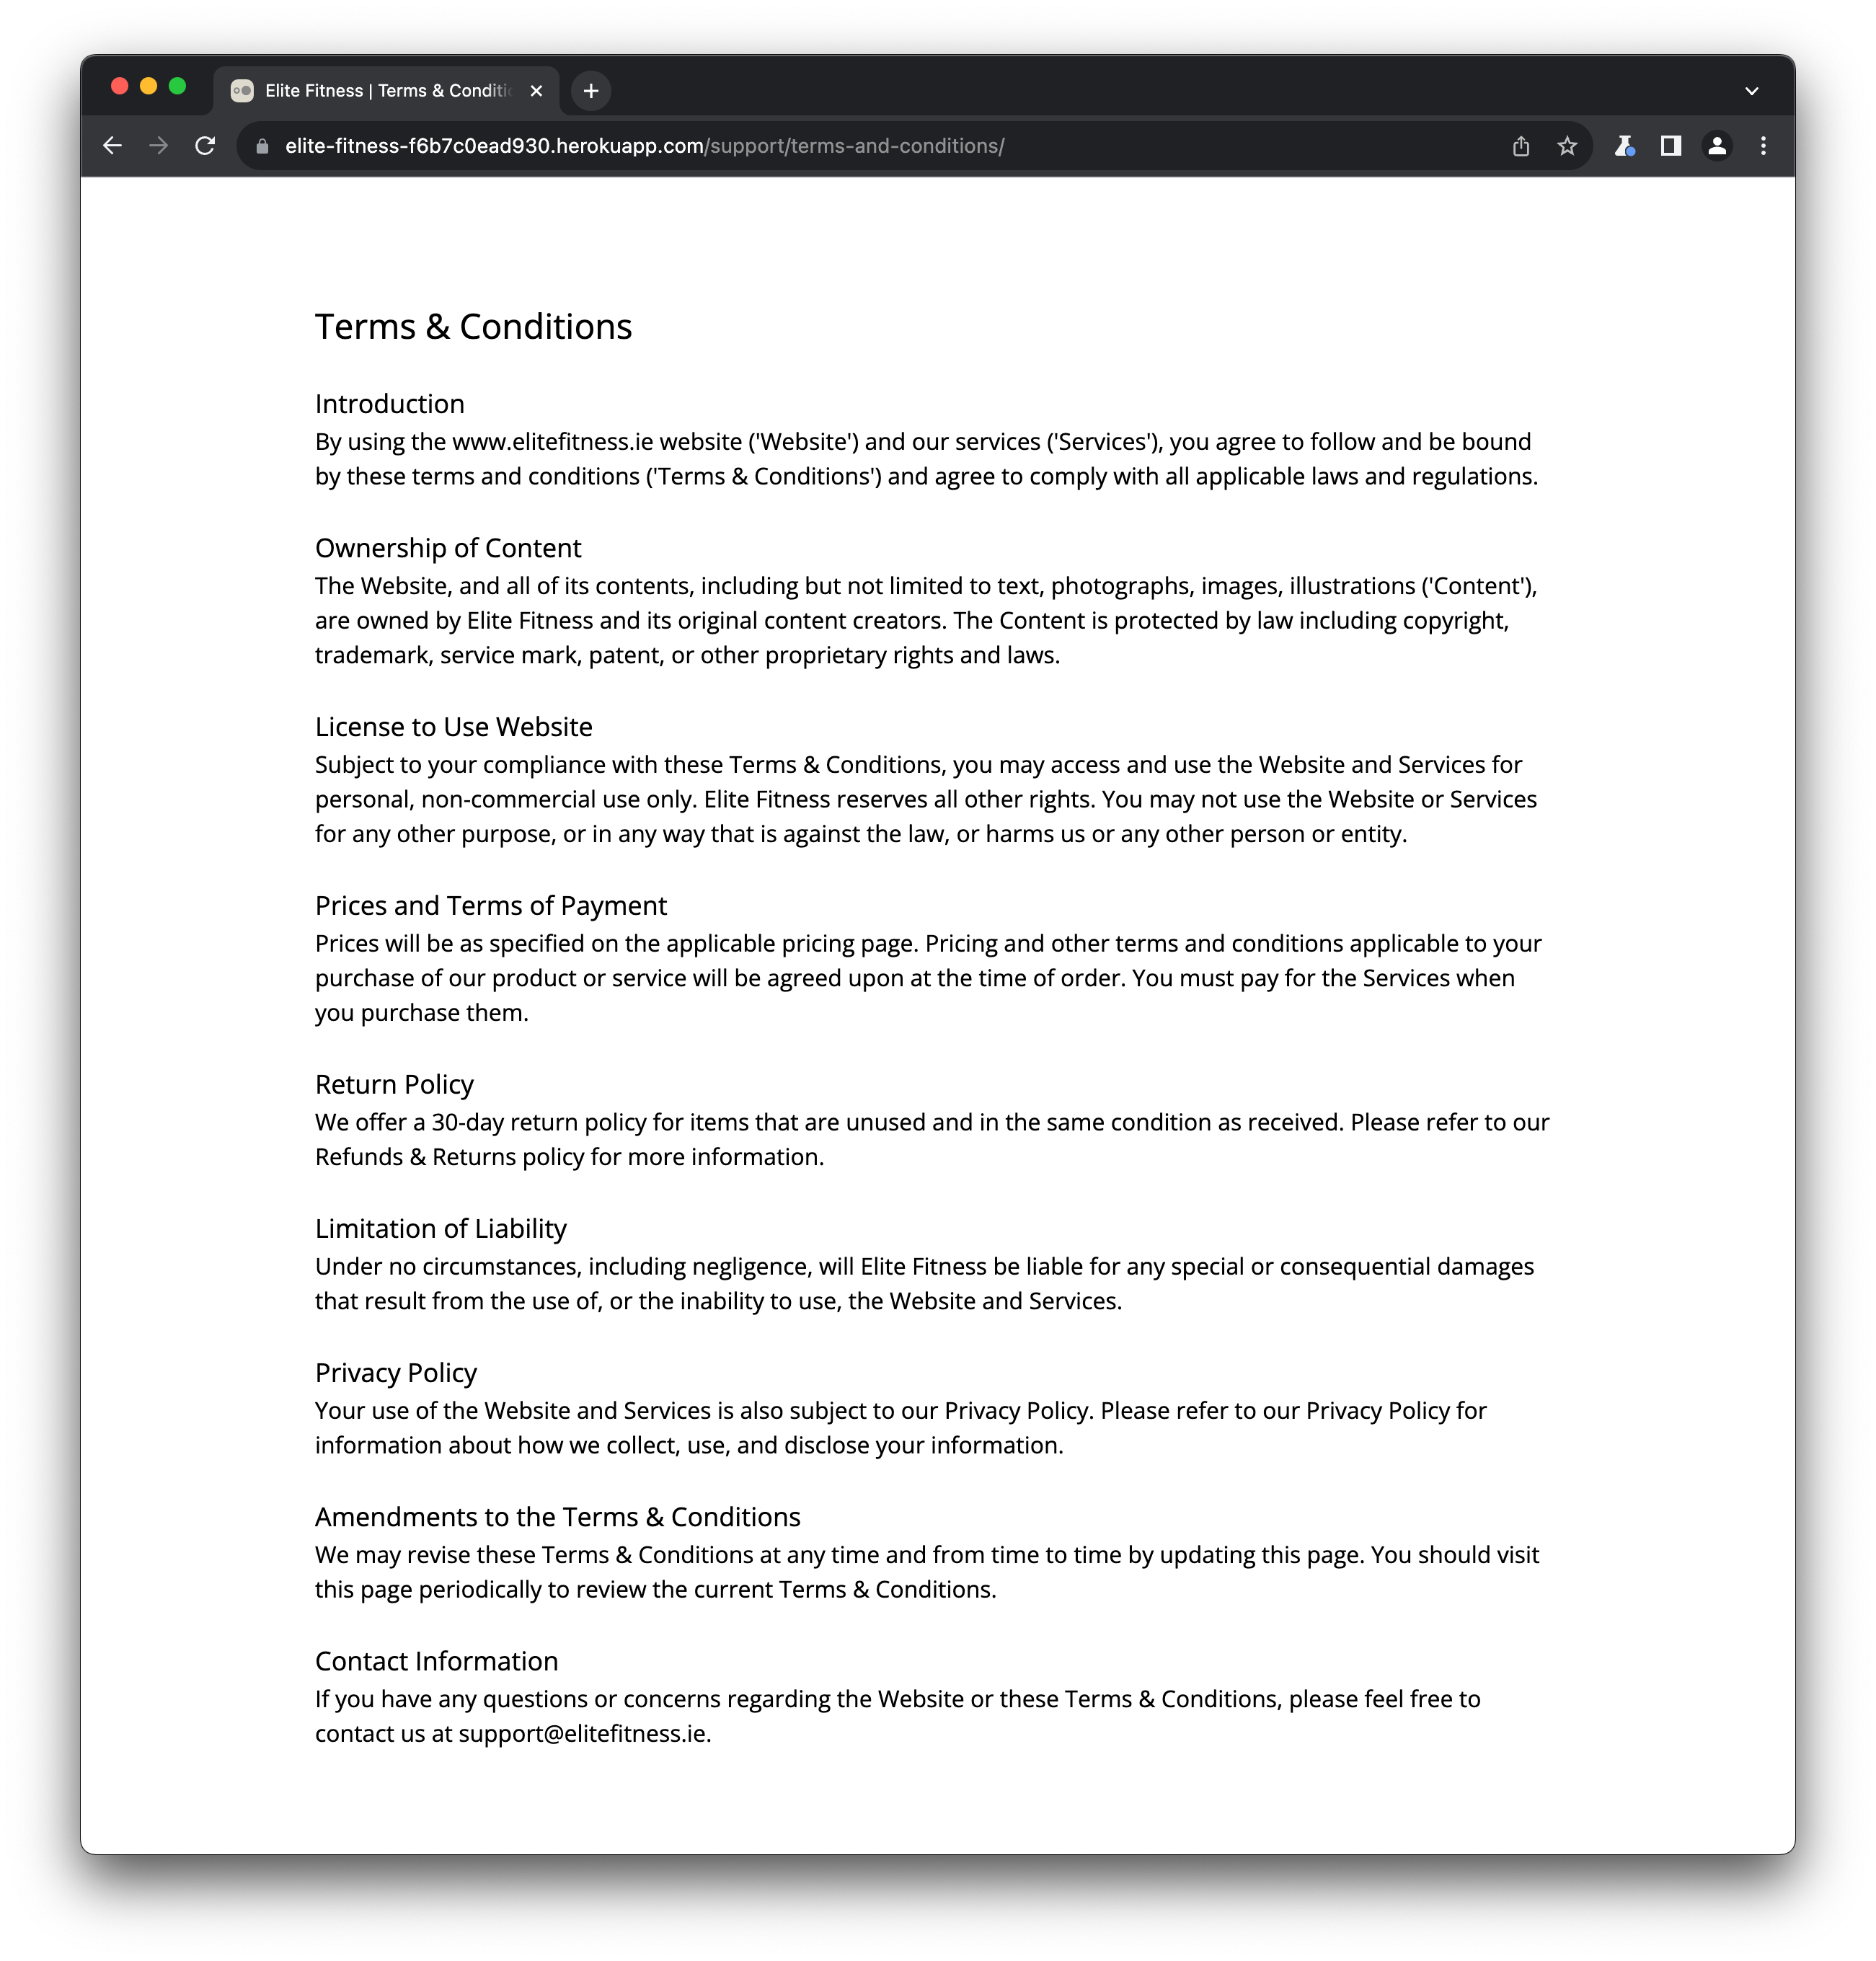 Elite Fitness | Terms & Conditi
elite-fitness-f6b7c0ead930.herokuapp.com/support/terms-and-conditions/
Terms & Conditions
Introduction
By using the www.elitefitness.ie website ('Website') and our services ('Services'), you agree to follow and be bound
by these terms and conditions ('Terms & Conditions') and agree to comply with all applicable laws and regulations.
Ownership of Content
The Website, and all of its contents, including but not limited to text, photographs, images, illustrations ('Content'),
are owned by Elite Fitness and its original content creators. The Content is protected by law including copyright,
trademark, service mark, patent, or other proprietary rights and laws.
License to Use Website
Subject to your compliance with these Terms & Conditions, you may access and use the Website and Services for
personal, non-commercial use only. Elite Fitness reserves all other rights. You may not use the Website or Services
for any other purpose, or in any way that is against the law, or harms us or any other person or entity.
Prices and Terms of Payment
Prices will be as specified on the applicable pricing page. Pricing and other terms and conditions applicable to your
purchase of our product or service will be agreed upon at the time of order. You must pay for the Services when
you purchase them.
Return Policy
We offer a 30-day return policy for items that are unused and in the same condition as received. Please refer to our
Refunds & Returns policy for more information.
Limitation of Liability
Under no circumstances, including negligence, will Elite Fitness be liable for any special or consequential damages
that result from the use of, or the inability to use, the Website and Services.
Privacy Policy
Your use of the Website and Services is also subject to our Privacy Policy. Please refer to our Privacy Policy for
information about how we collect, use, and disclose your information.
Amendments to the Terms & Conditions
We may revise these Terms & Conditions at any time and from time to time by updating this page. You should visit
this page periodically to review the current Terms & Conditions.
Contact Information
If you have any questions or concerns regarding the Website or these Terms & Conditions, please feel free to
contact us at support@elitefitness.ie.